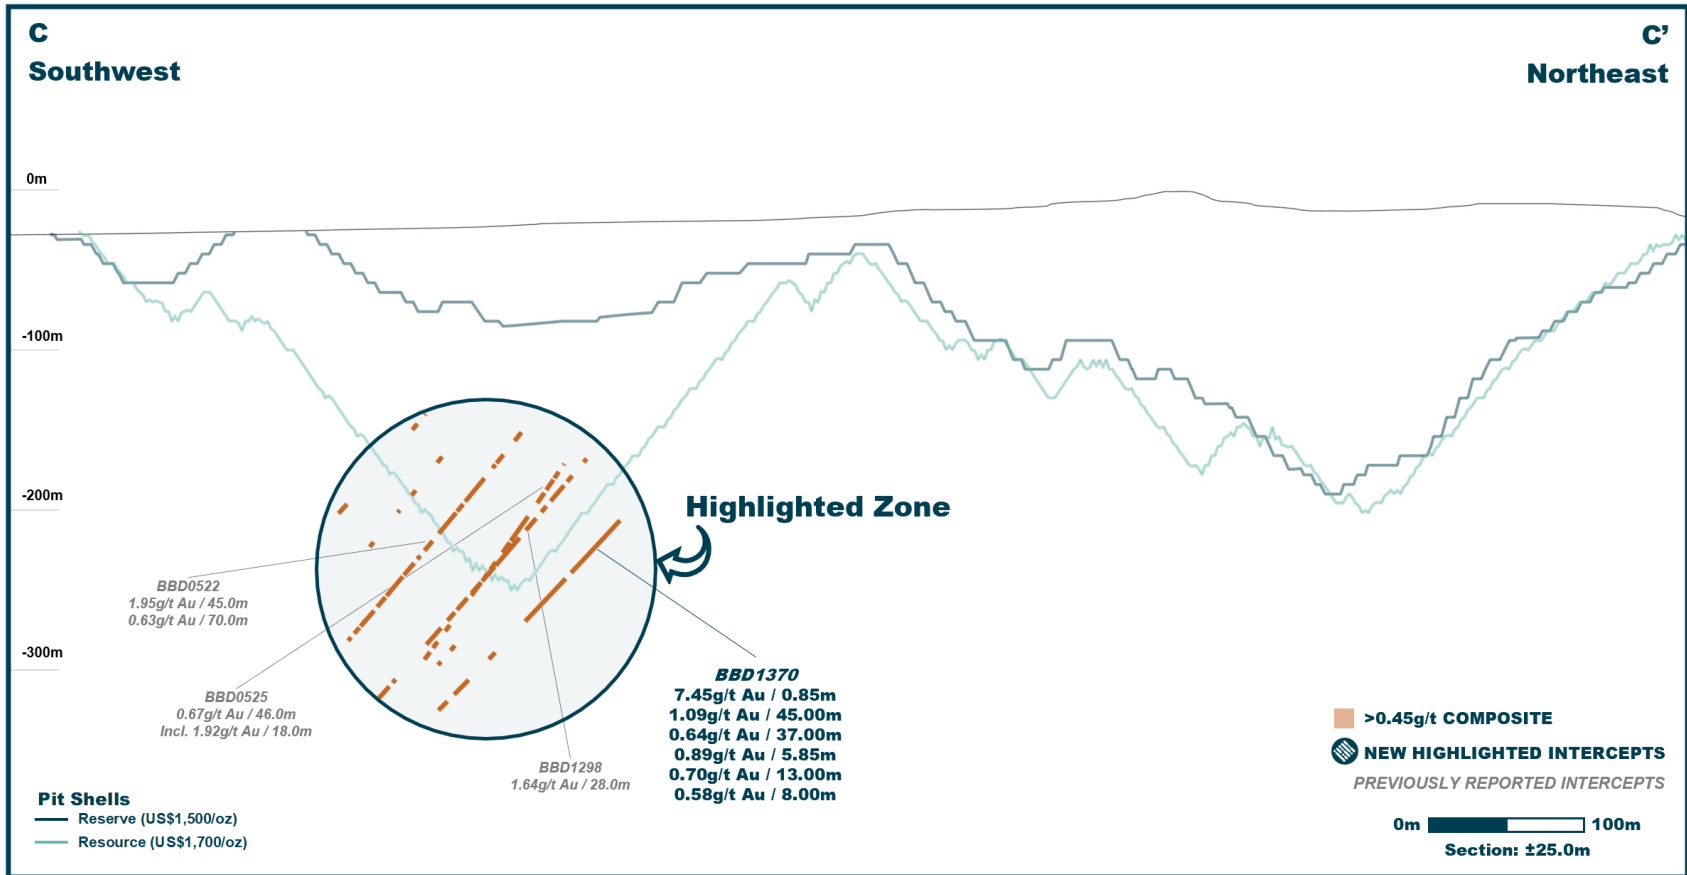 C
Southwest
C’
Northeast
0m
-100m
-200m
-300m
Highlighted Zone
BBD0522
1.95g/t Au / 45.0m
0.63g/t Au / 70.0m
BBD0525
0.67g/t Au / 46.0m
Incl. 1.92g/t Au / 18.0m
BBD1298
1.64g/t Au / 28.0m
BBD1370
7.45g/t Au / 0.85m
1.09g/t Au / 45.00m
0.64g/t Au / 37.00m
0.89g/t Au / 5.85m
0.70g/t Au / 13.00m
0.58g/t Au / 8.00m
Pit Shells
Reserve (US$1,500/oz)
Resource (US$1,700/oz)
>0.45g/t COMPOSITE
NEW HIGHLIGHTED INTERCEPTS
PREVIOUSLY REPORTED INTERCEPTS
0m 100m
Section: ±25.0m